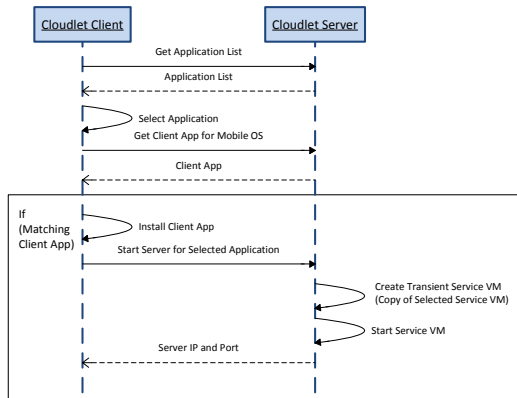 Cloudlet Client
Cloudlet Server
Get Application List
Application List
Select Application
Get Client App for Mobile OS
Client App
If
(Matching
Client App)
Install Client App
Start Server for Selected Application
Create Transient Service VM
(Copy of Selected Service VM)
Start Service VM
Server IP and Port